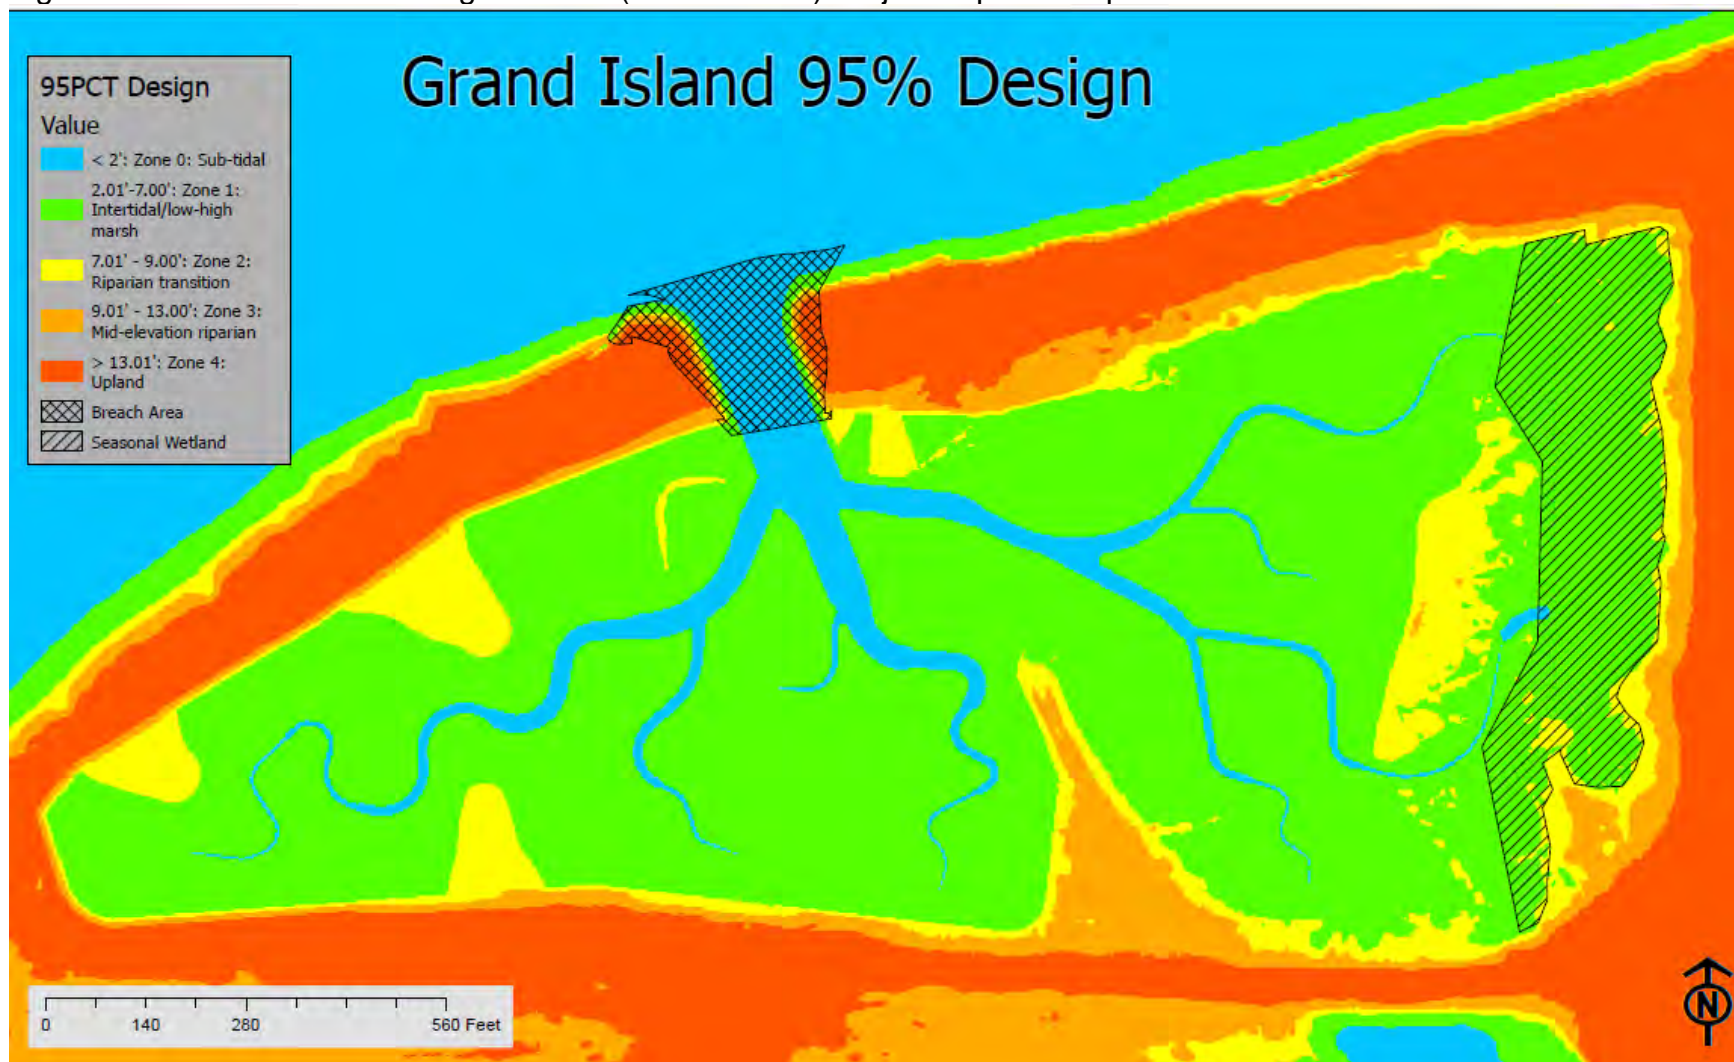 Grand Island 95% Design
95PCT Design
Value
< 2': Zone 0: Sub-tidal
2.01'-7.00': Zone 1:
Intertidal/low-high
marsh
7.01' - 9.00': Zone 2:
Riparian transition
9.01' - 13.00': Zone 3:
Mid-elevation riparian
> 13.01': Zone 4:
Upland
Breach Area
Seasonal Wetland
0 140 280 560 Feet
N